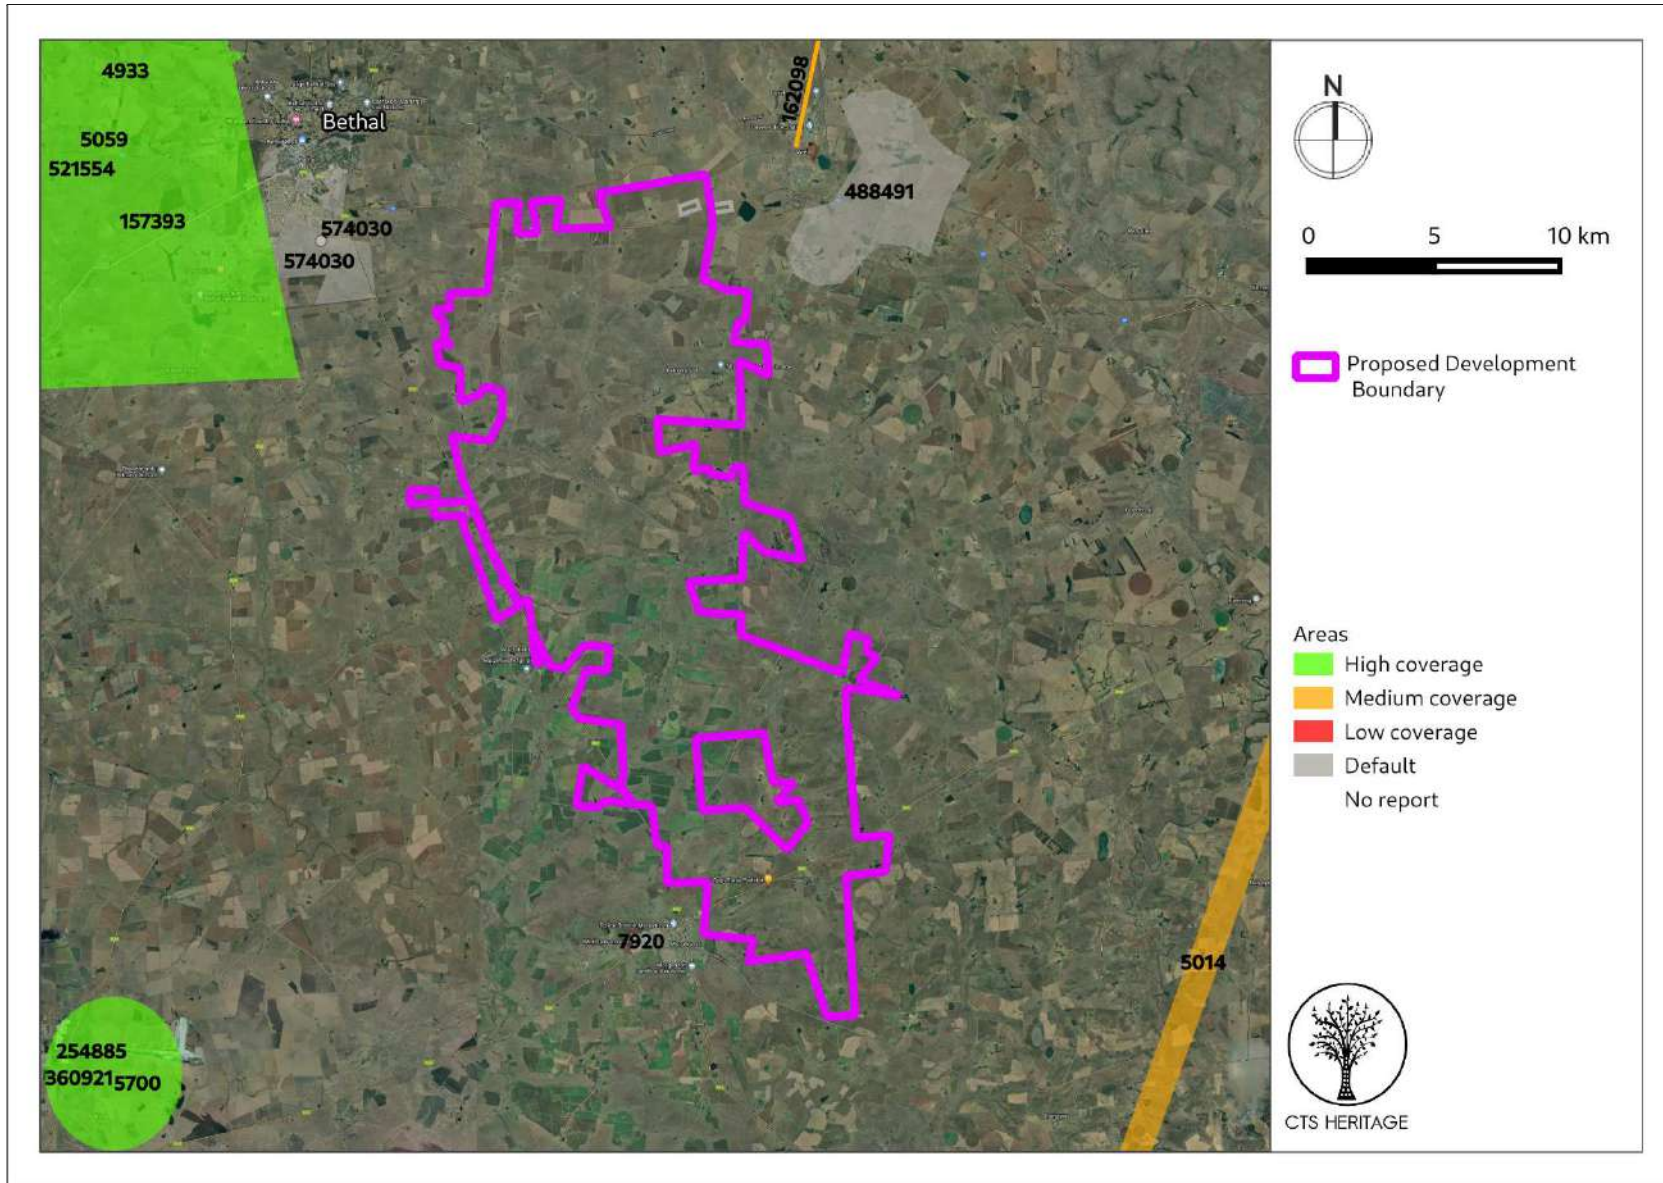 4933
162098
Bethal
5059
521554
488491
157393
574030
574030
7920
5014
254885
360921
5700
N
0 5 10 km
Proposed Development
Boundary
Areas
High coverage
Medium coverage
Low coverage
Default
No report
CTS HERITAGE